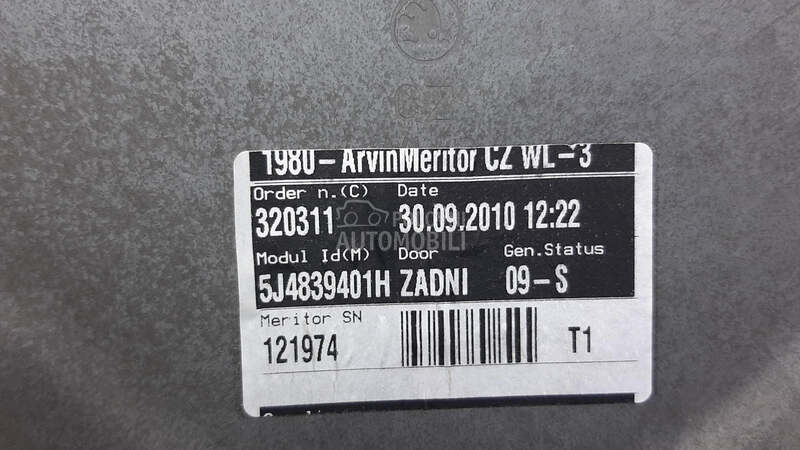 CZ
1980-ArvinMeritor CZ WL-3
Order n.(C) Date
320311 30.09.2010 12:22
AUTOMOBILI
Modul Id(M) Door Gen.Status
5J4839401H ZADNI 09-S
Meritor SN
121974 T1